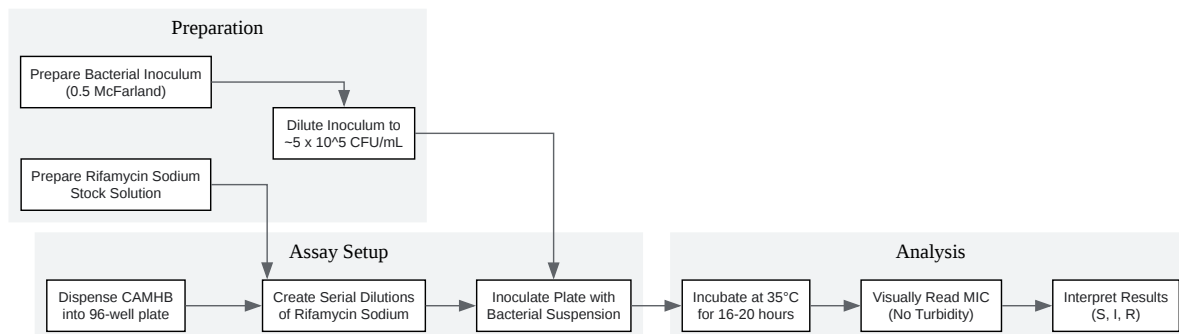 Preparation
Prepare Bacterial Inoculum
(0.5 McFarland)
Dilute Inoculum to
~5 x 10^5 CFU/mL
Prepare Rifamycin Sodium
Stock Solution
Assay Setup
Dispense CAMHB
into 96-well plate
Create Serial Dilutions
of Rifamycin Sodium
Inoculate Plate with
Bacterial Suspension
Analysis
Incubate at 35°C
for 16-20 hours
Visually Read MIC
(No Turbidity)
Interpret Results
(S, I, R)